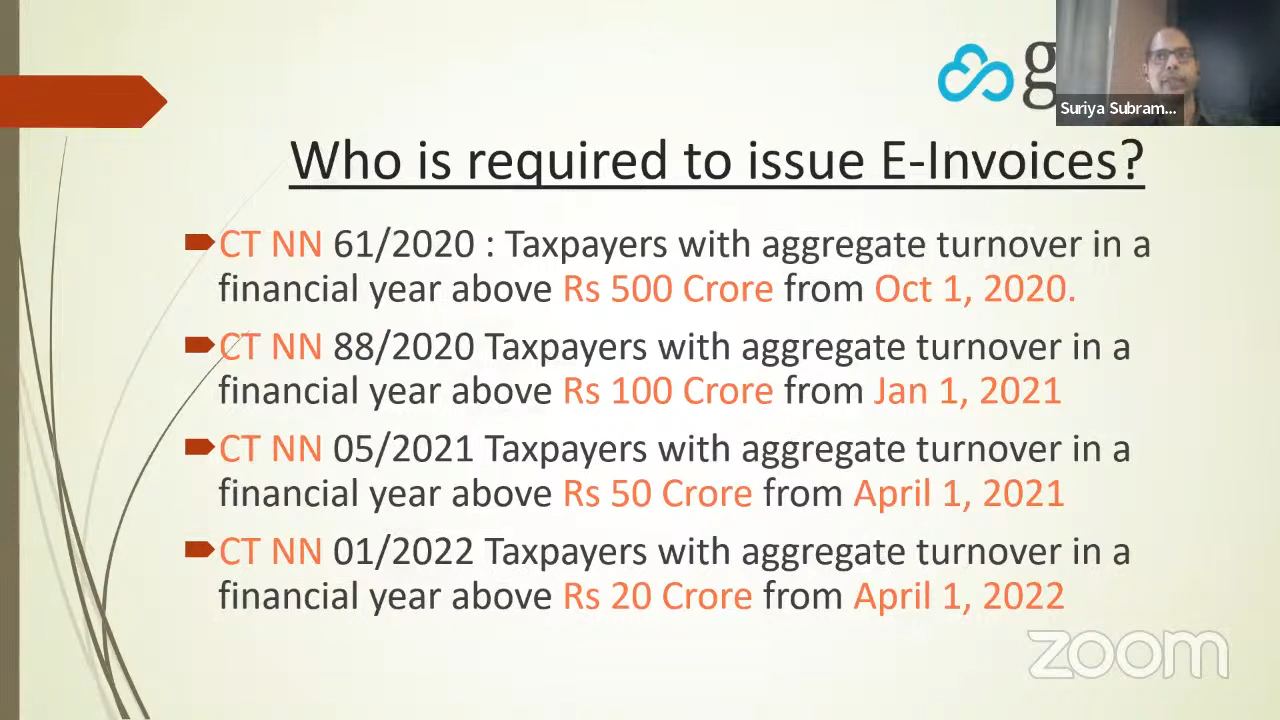 g
Suriya Subram...
Who is required to issue E-Invoices?
CT NN 61/2020 : Taxpayers with aggregate turnover in a
financial year above Rs 500 Crore from Oct 1, 2020.
CT NN 88/2020 Taxpayers with aggregate turnover in a
financial year above Rs 100 Crore from Jan 1, 2021
CT NN 05/2021 Taxpayers with aggregate turnover in a
financial year above Rs 50 Crore from April 1, 2021
CT NN 01/2022 Taxpayers with aggregate turnover in a
financial year above Rs 20 Crore from April 1, 2022
zoom